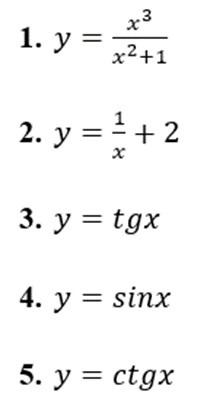 1. y = x³/(x²+1)
2. y = 1/x + 2
3. y = tgx
4. y = sinx
5. y = ctgx